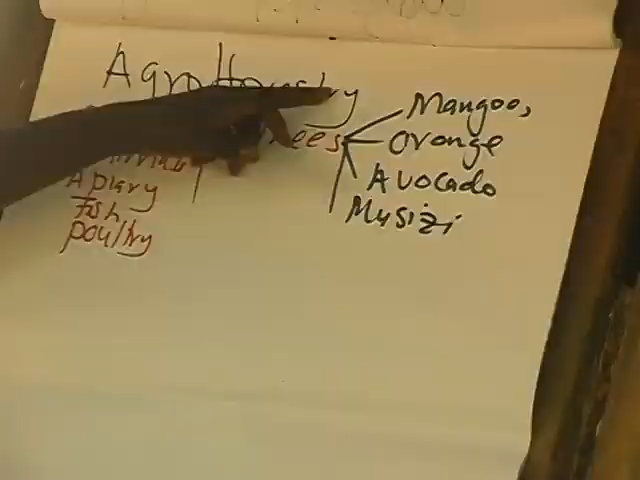 Agroforestry
Mangoo,
Orange
Avocado
Musizi
Apiary
Fish
poultry